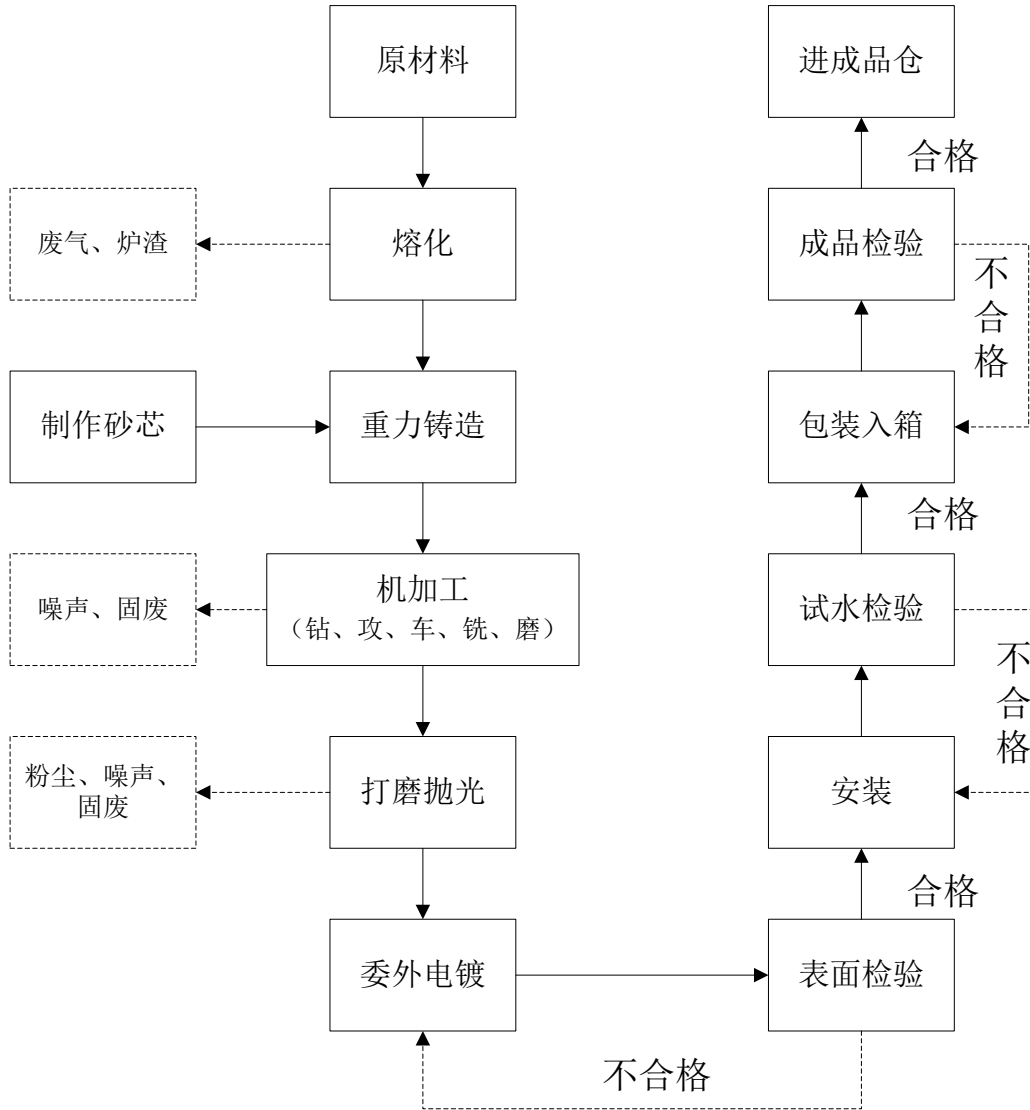 原材料
进成品仓
合格
废气、炉渣
熔化
成品检验
不合格
制作砂芯
重力铸造
包装入箱
合格
噪声、固废
机加工
（钻、攻、车、铣、磨）
试水检验
不合格
粉尘、噪声、
固废
打磨抛光
安装
合格
委外电镀
表面检验
不合格